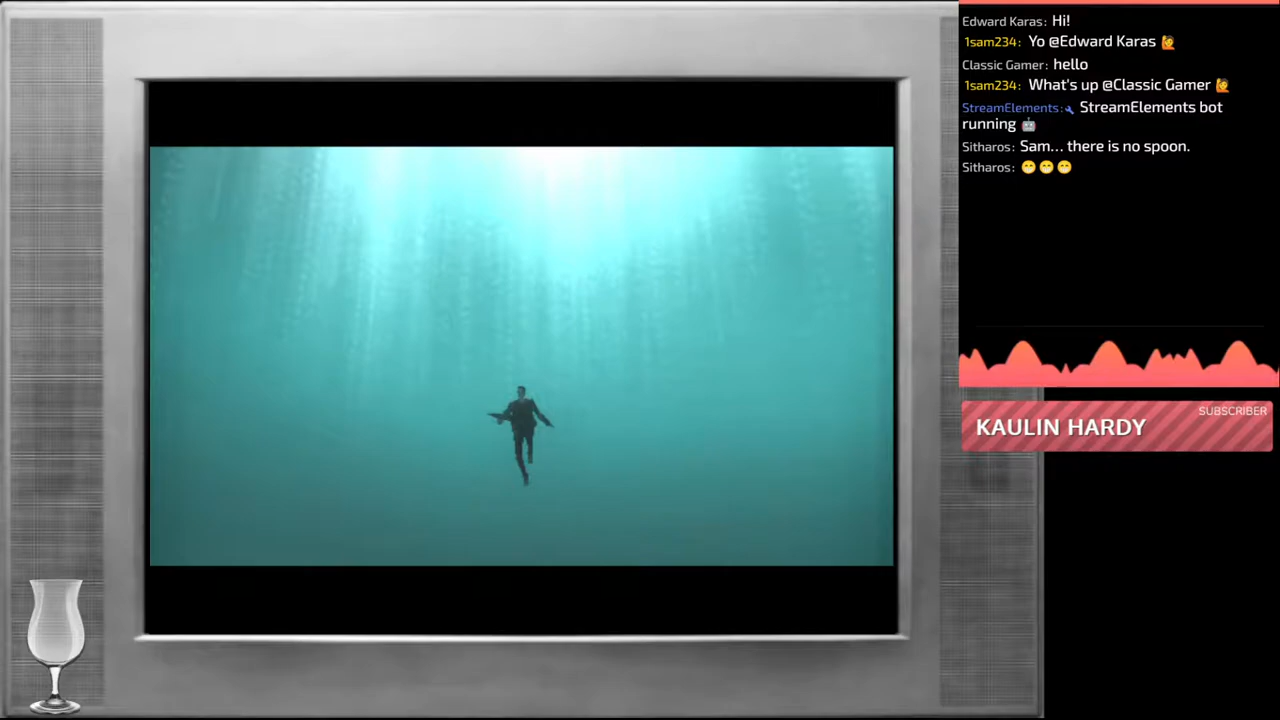 Edward Karas: Hi!
1sam234: Yo @Edward Karas 🙋
Classic Gamer: hello
1sam234: What's up @Classic Gamer 🙋
StreamElements: StreamElements bot
running 🤖
Sitharos: Sam... there is no spoon.
Sitharos: 😁😁😁
SUBSCRIBER
KAULIN HARDY